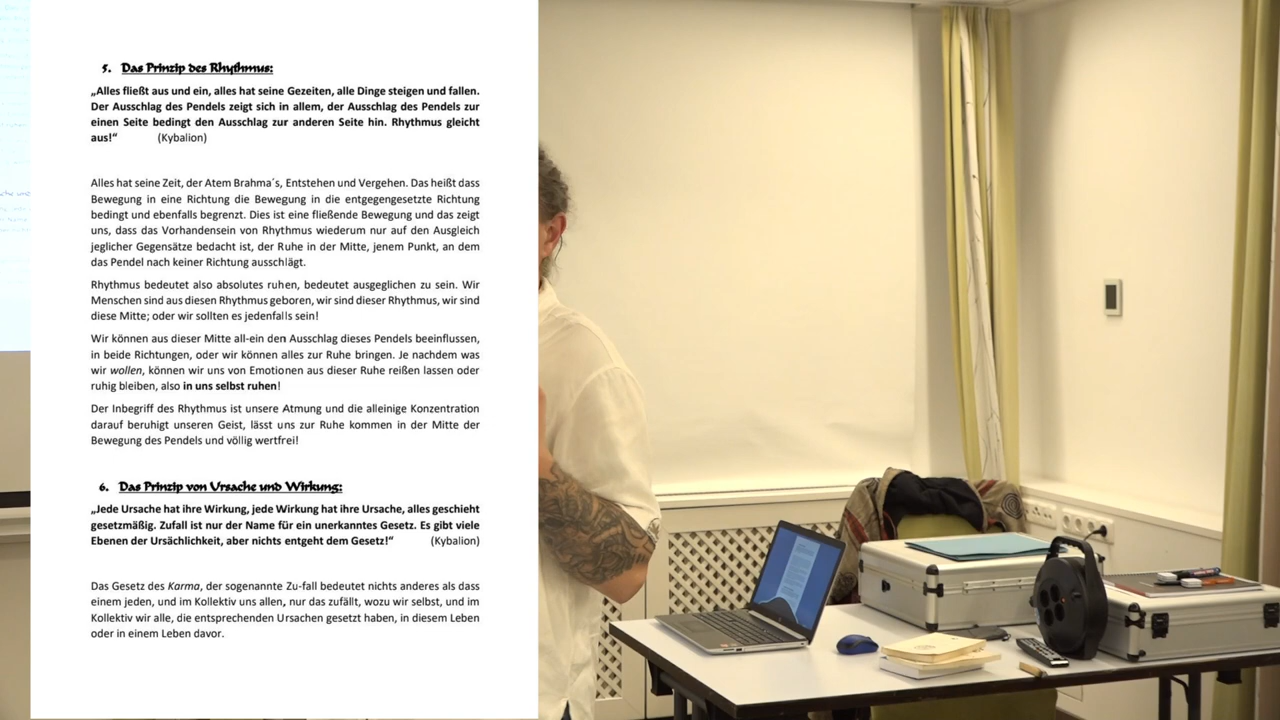 5. Das Prinzip des Rhythmus:
„Alles fließt aus und ein, alles hat seine Gezeiten, alle Dinge steigen und fallen.
Der Ausschlag des Pendels zeigt sich in allem, der Ausschlag des Pendels zur
einen Seite bedingt den Ausschlag zur anderen Seite hin. Rhythmus gleicht
aus!“ (Kybalion)
Alles hat seine Zeit, der Atem Brahma´s, Entstehen und Vergehen. Das heißt dass
Bewegung in eine Richtung die Bewegung in die entgegengesetzte Richtung
bedingt und ebenfalls begrenzt. Dies ist eine fließende Bewegung und das zeigt
uns, dass das Vorhandensein von Rhythmus wiederum nur auf den Ausgleich
jeglicher Gegensätze bedacht ist, der Ruhe in der Mitte, jenem Punkt, an dem
das Pendel nach keiner Richtung ausschlägt.
Rhythmus bedeutet also absolutes ruhen, bedeutet ausgeglichen zu sein. Wir
Menschen sind aus diesen Rhythmus geboren, wir sind dieser Rhythmus, wir sind
diese Mitte; oder wir sollten es jedenfalls sein!
Wir können aus dieser Mitte all-ein den Ausschlag dieses Pendels beeinflussen,
in beide Richtungen, oder wir können alles zur Ruhe bringen. Je nachdem was
wir wollen, können wir uns von Emotionen aus dieser Ruhe reißen lassen oder
ruhig bleiben, also in uns selbst ruhen!
Der Inbegriff des Rhythmus ist unsere Atmung und die alleinige Konzentration
darauf beruhigt unseren Geist, lässt uns zur Ruhe kommen in der Mitte der
Bewegung des Pendels und völlig wertfrei!
6. Das Prinzip von Ursache und Wirkung:
„Jede Ursache hat ihre Wirkung, jede Wirkung hat ihre Ursache, alles geschieht
gesetzmäßig. Zufall ist nur der Name für ein unerkanntes Gesetz. Es gibt viele
Ebenen der Ursächlichkeit, aber nichts entgeht dem Gesetz!“ (Kybalion)
Das Gesetz des Karma, der sogenannte Zu-fall bedeutet nichts anderes als dass
einem jeden, und im Kollektiv uns allen, nur das zufällt, wozu wir selbst, und im
Kollektiv wir alle, die entsprechenden Ursachen gesetzt haben, in diesem Leben
oder in einem Leben davor.